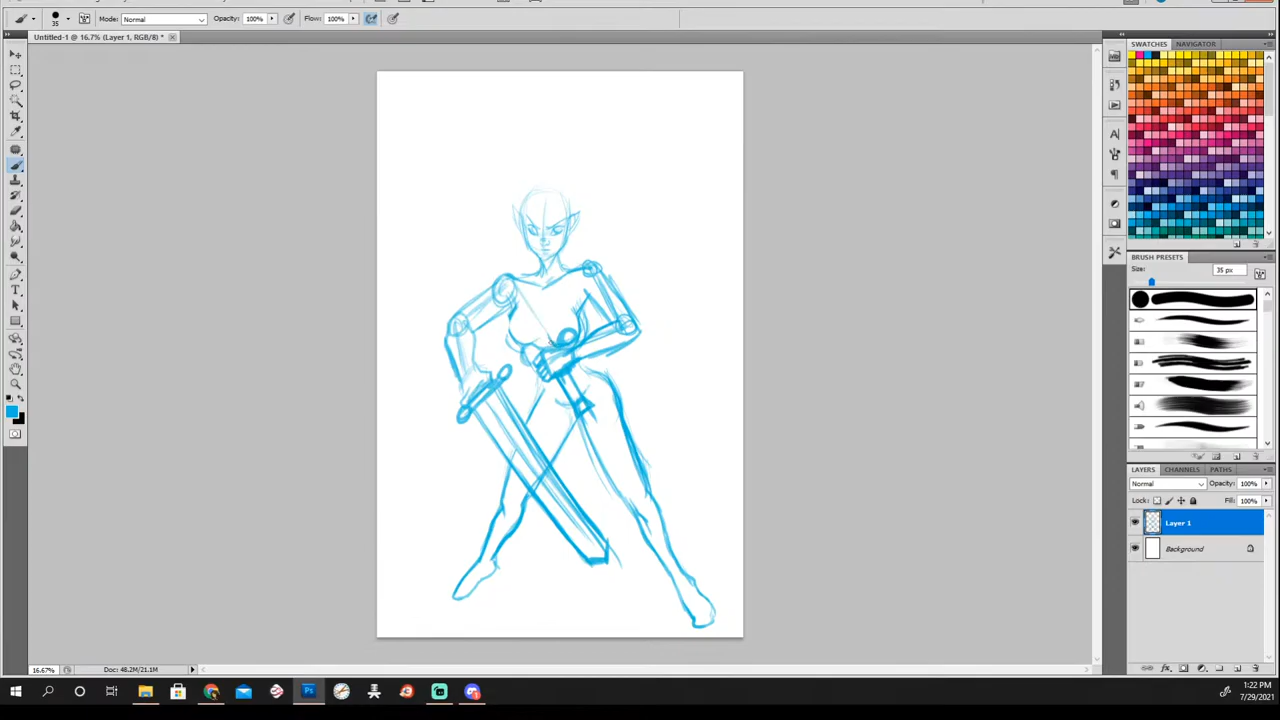 35 Mode: Normal Opacity: 100% Flow: 100%
Untitled-1 @ 16.7% (Layer 1, RGB/8) *
SWATCHES NAVIGATOR
BRUSH PRESETS
Size: 35 px
LAYERS CHANNELS PATHS
Normal Opacity: 100%
Lock: Fill: 100%
Layer 1
Background
16.67% Doc: 48.2M/21.1M
1:22 PM
7/29/2021